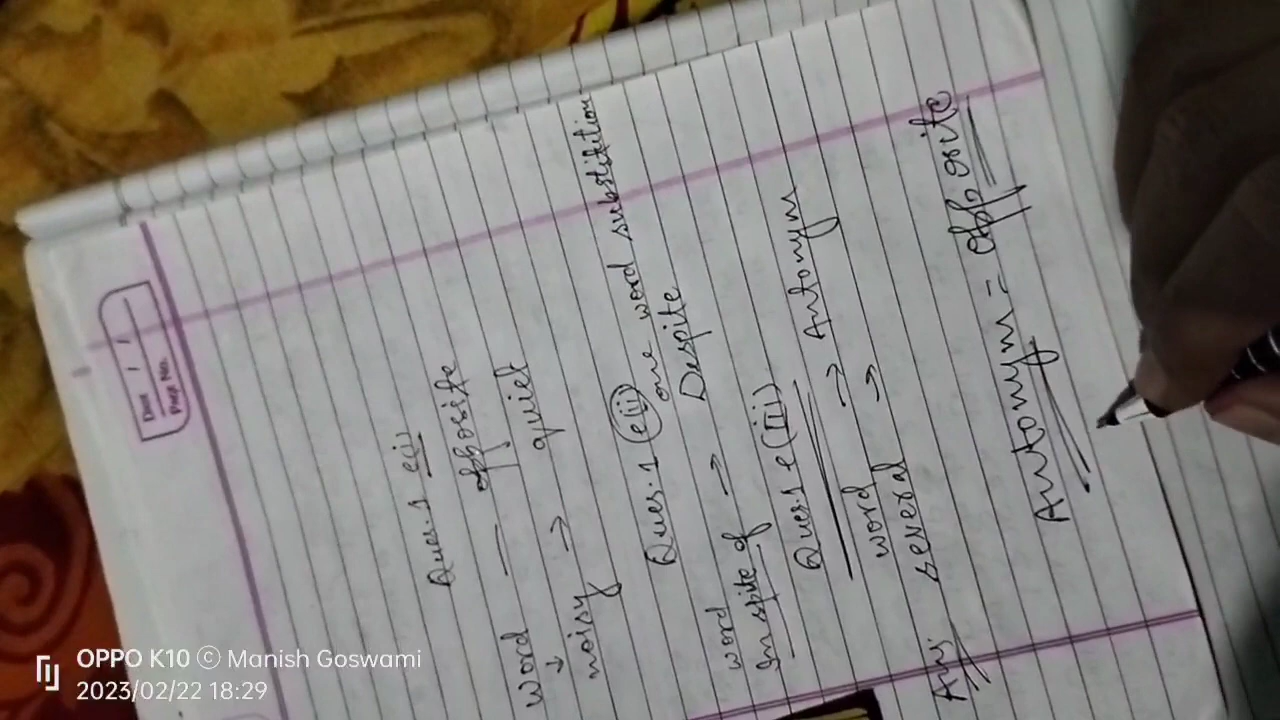 Date / /
Page No.
Ques.1 e(i)
word — opposite
↓
noisy → quiet
Ques.1 e(ii) one word substitution
word → Despite
In spite of
Ques.1 e(iii)
word → Antonym
several →
Ans.
Antonym = opposite
OPPO K10 © Manish Goswami
2023/02/22 18:29